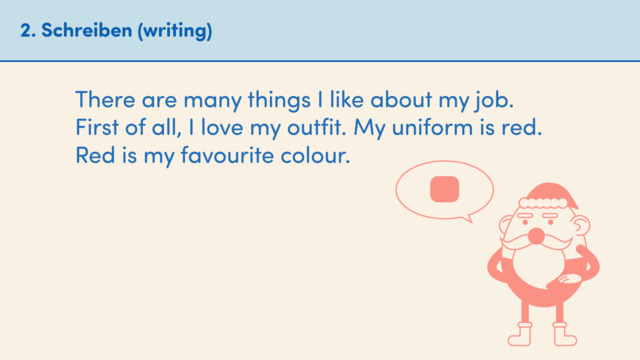 2. Schreiben (writing)
There are many things I like about my job.
First of all, I love my outfit. My uniform is red.
Red is my favourite colour.